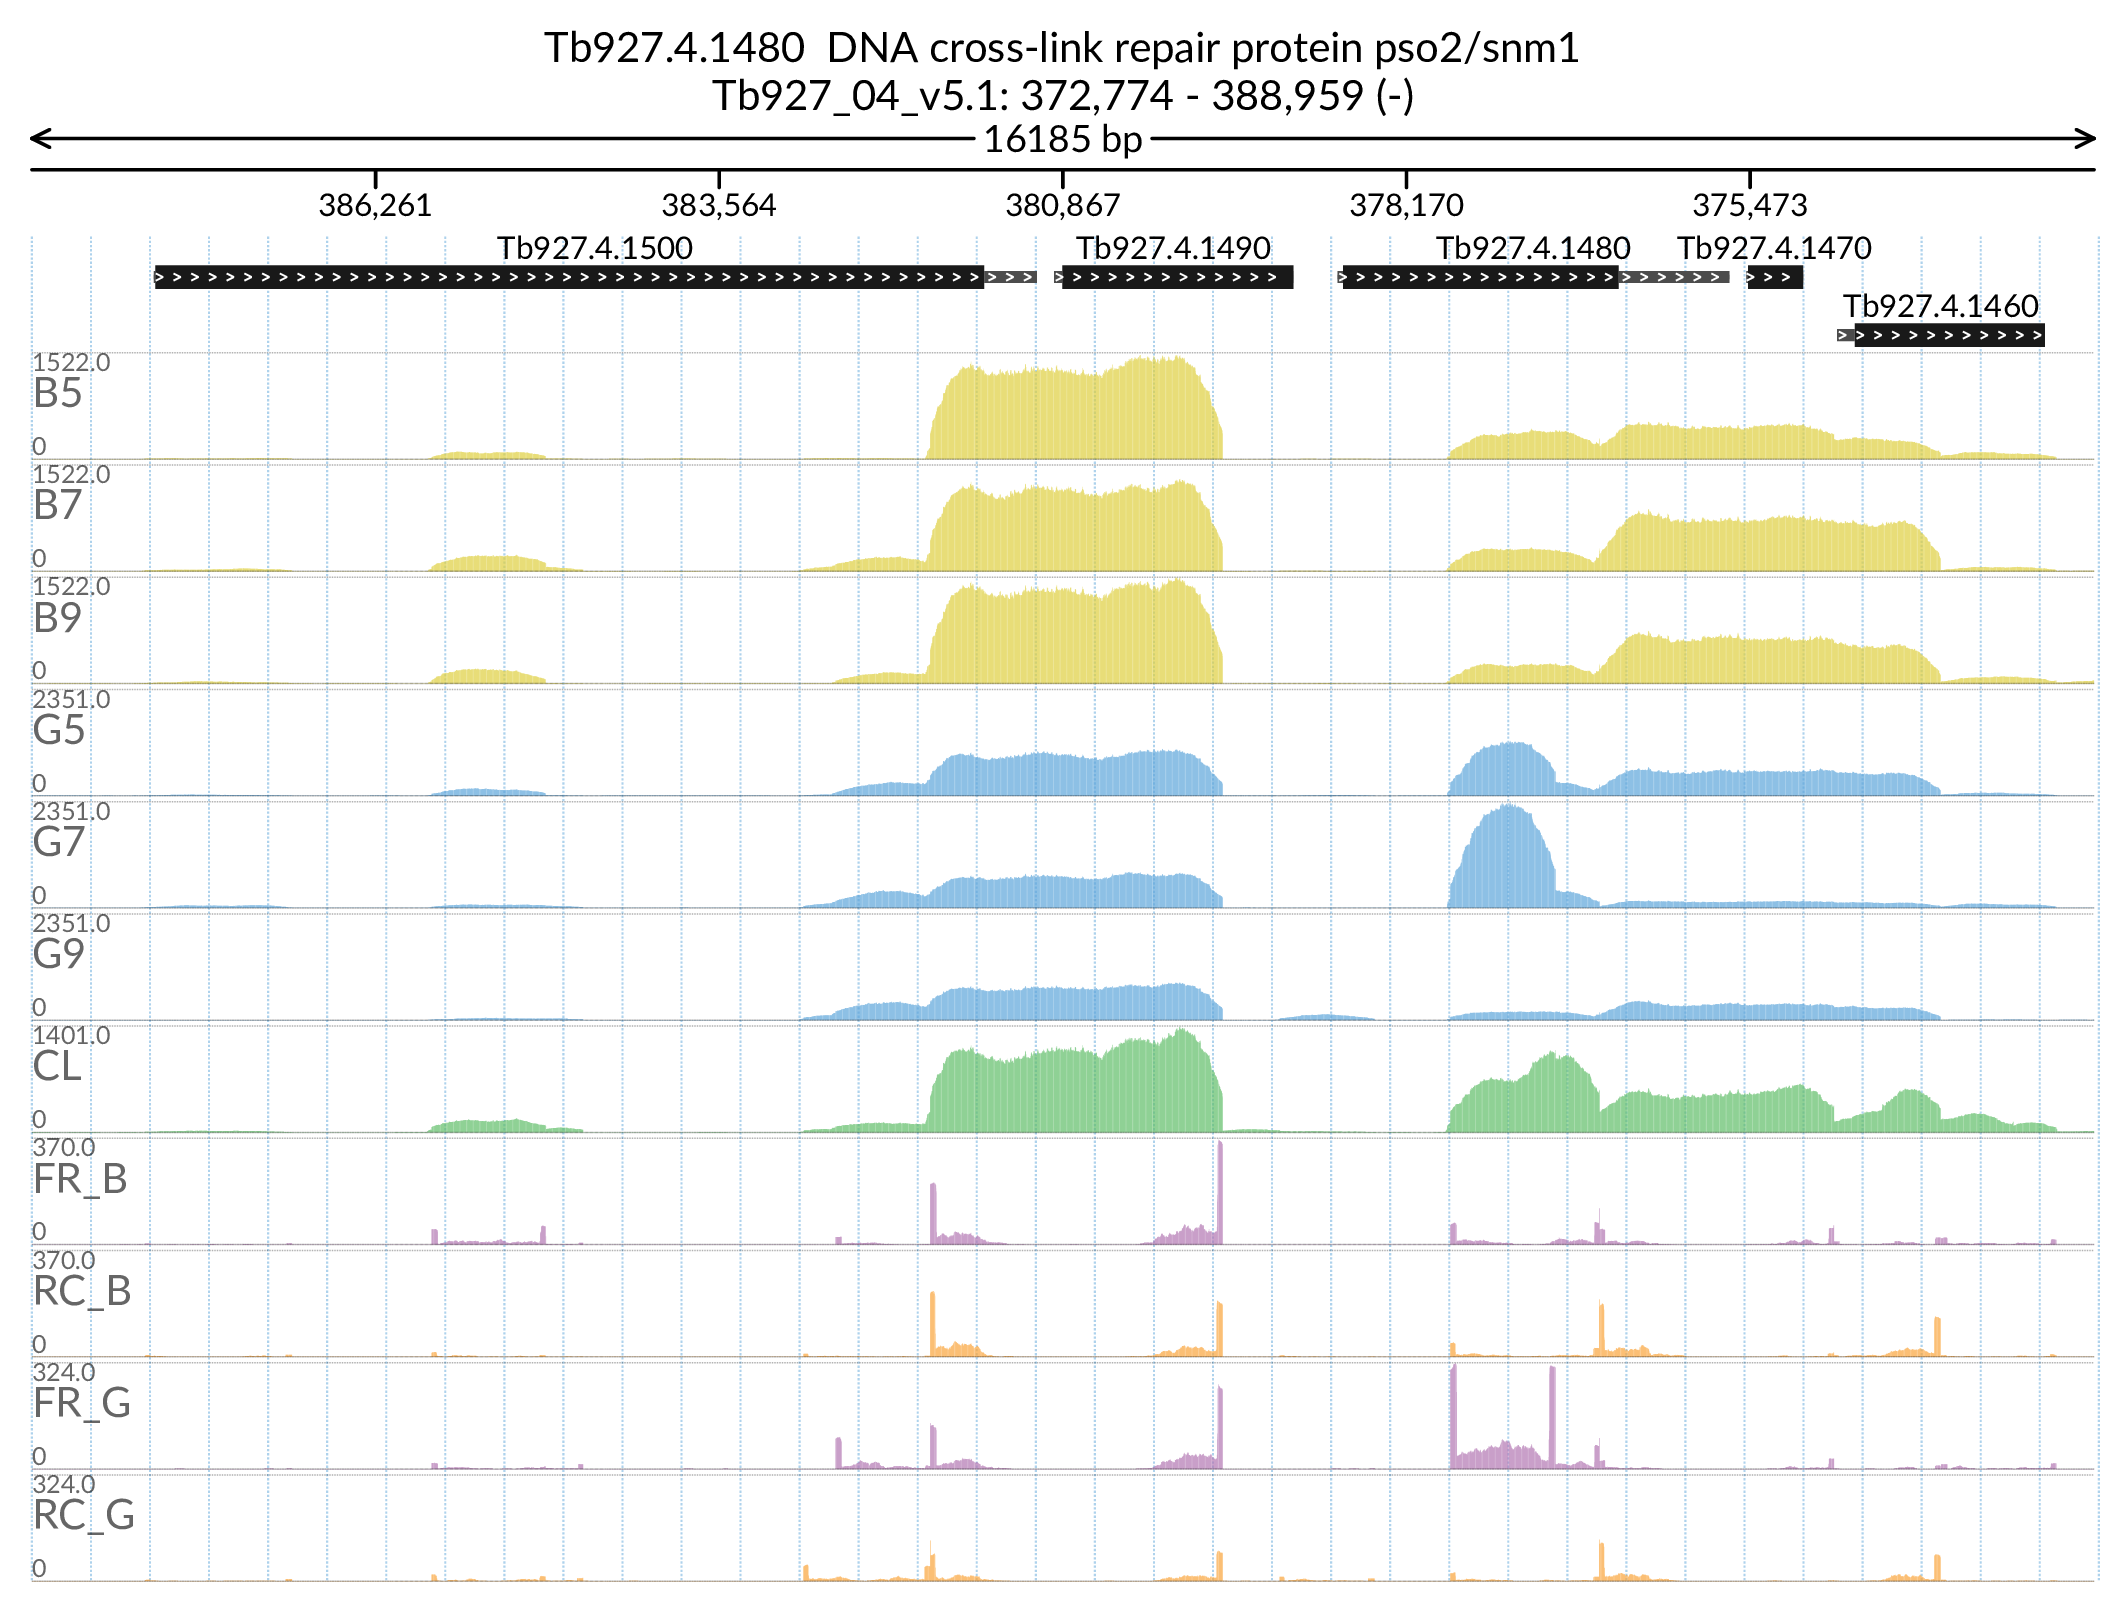 Tb927.4.1480 DNA cross-link repair protein pso2/snm1
Tb927_04_v5.1: 372,774 - 388,959 (-)
16185 bp
386,261 383,564 380,867 378,170 375,473
Tb927.4.1500 Tb927.4.1490 Tb927.4.1480 Tb927.4.1470
Tb927.4.1460
1522.0
B5
0
1522.0
B7
0
1522.0
B9
0
2351.0
G5
0
2351.0
G7
0
2351.0
G9
0
1401.0
CL
0
370.0
FR_B
0
370.0
RC_B
0
324.0
FR_G
0
324.0
RC_G
0